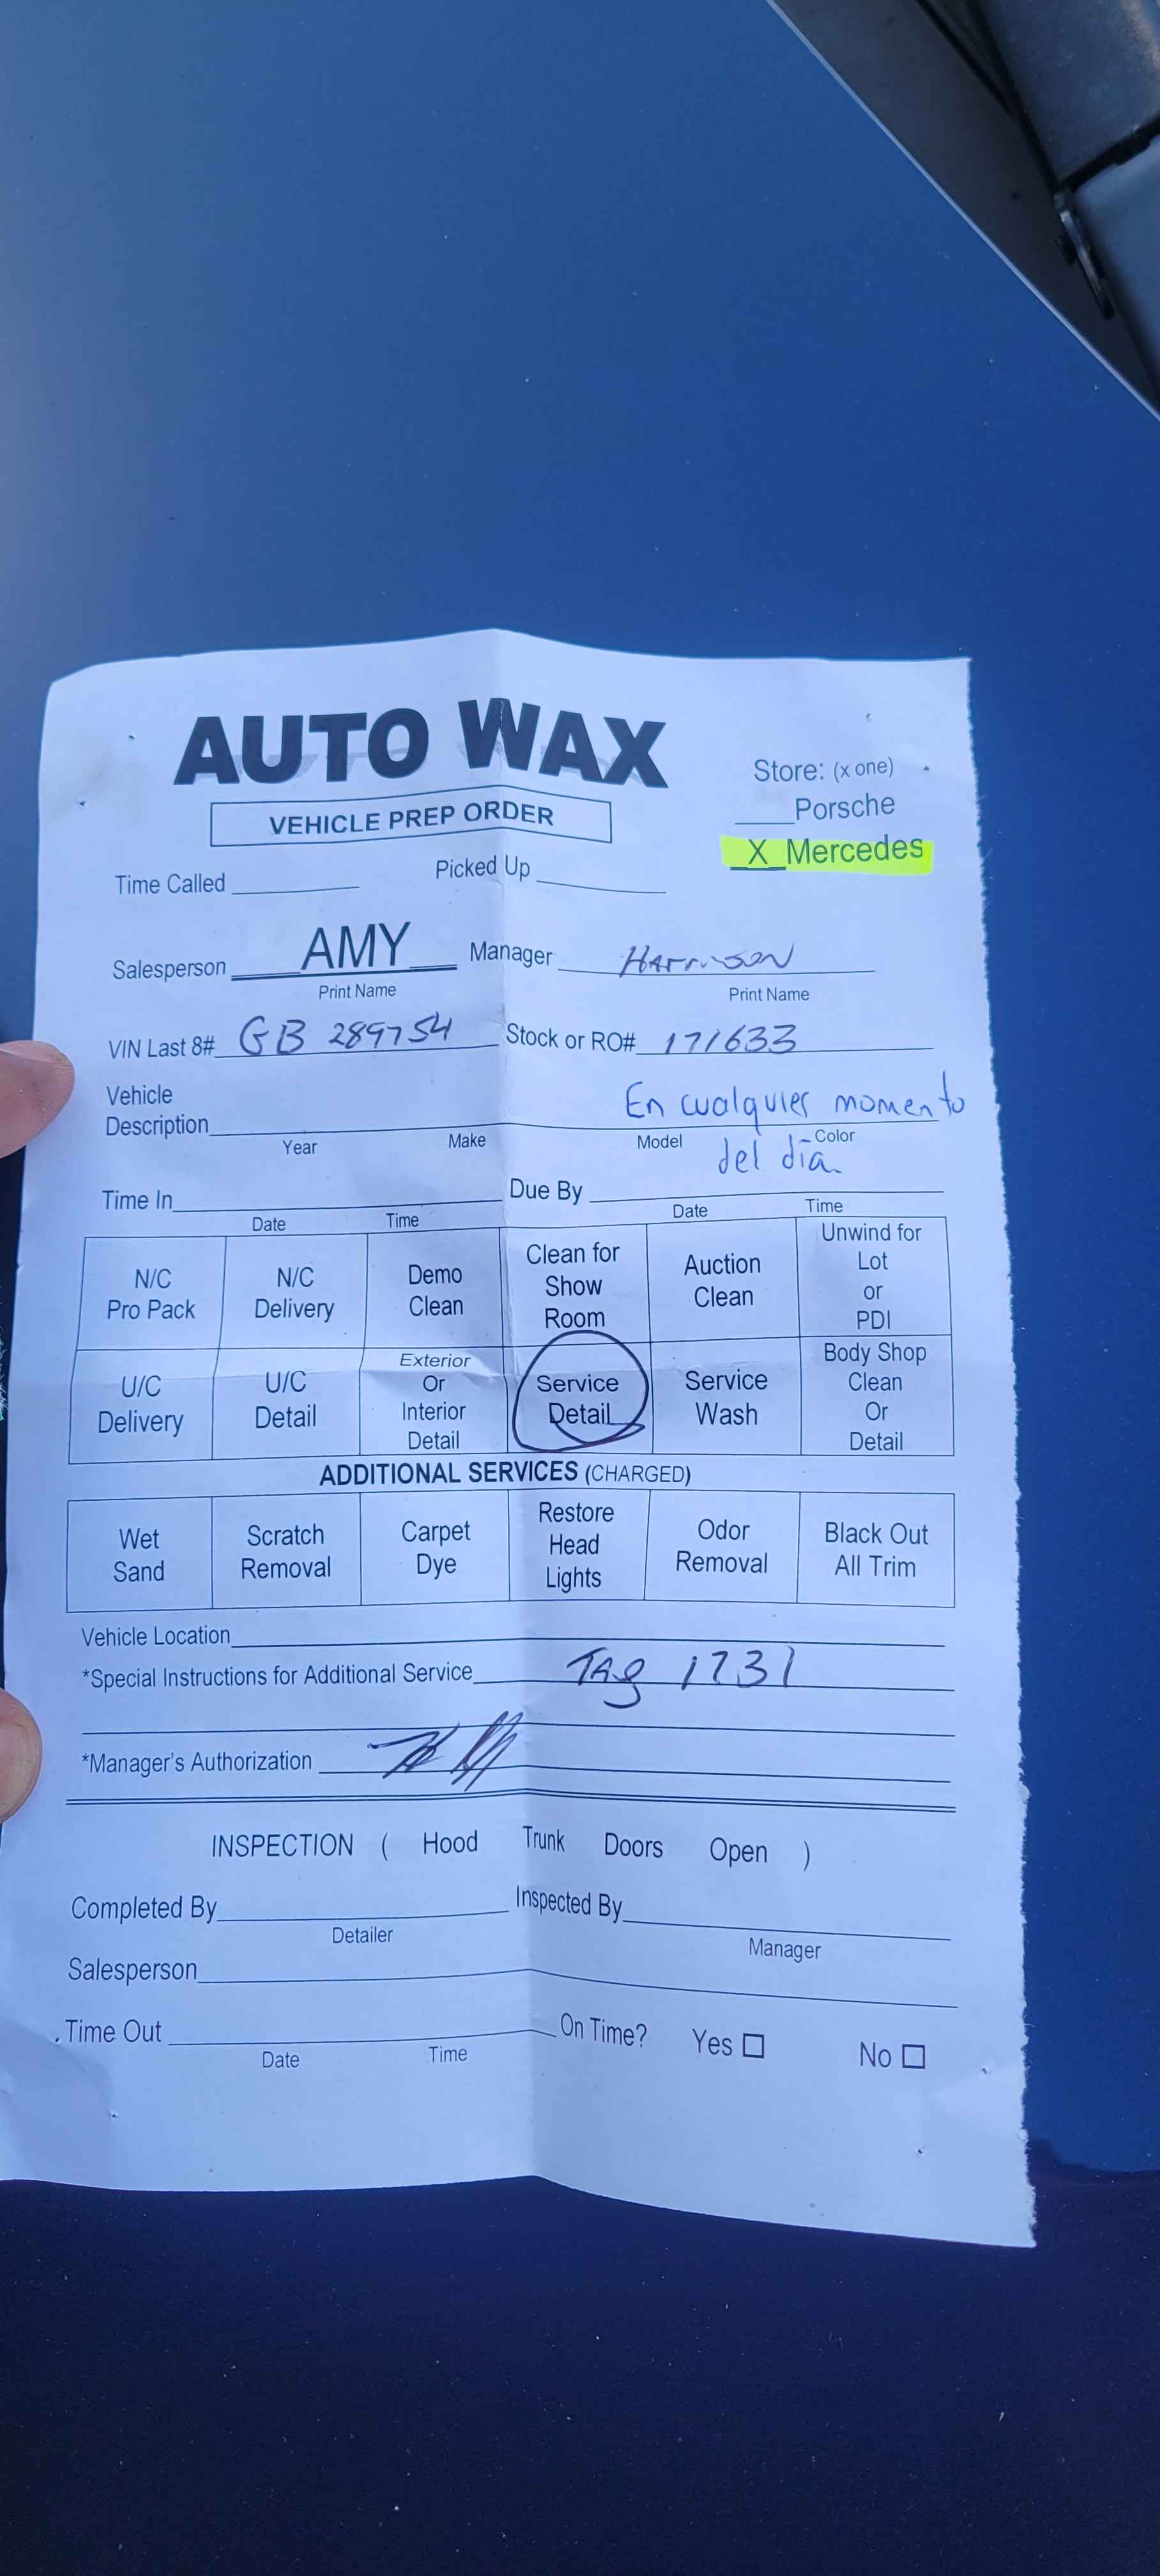 AUTO WAX
VEHICLE PREP ORDER
Store: (x one)
____Porsche
_X_Mercedes
Time Called ________ Picked Up ________
Salesperson AMY Manager Harrison
Print Name Print Name
VIN Last 8# GB 289754 Stock or RO# 171633
Vehicle
Description En cualquier momento
Year Make Model Color
del día
Time In Due By
Date Time Date Time
N/C Pro Pack N/C Delivery Demo Clean Clean for Show Room Auction Clean Unwind for Lot or PDI
U/C Delivery U/C Detail Exterior Or Interior Detail Service Detail Service Wash Body Shop Clean Or Detail
ADDITIONAL SERVICES (CHARGED)
Wet Sand Scratch Removal Carpet Dye Restore Head Lights Odor Removal Black Out All Trim
Vehicle Location
*Special Instructions for Additional Service TAg 1731
*Manager's Authorization
INSPECTION ( Hood Trunk Doors Open )
Completed By Inspected By
Detailer Manager
Salesperson
Time Out On Time? Yes ☐ No ☐
Date Time